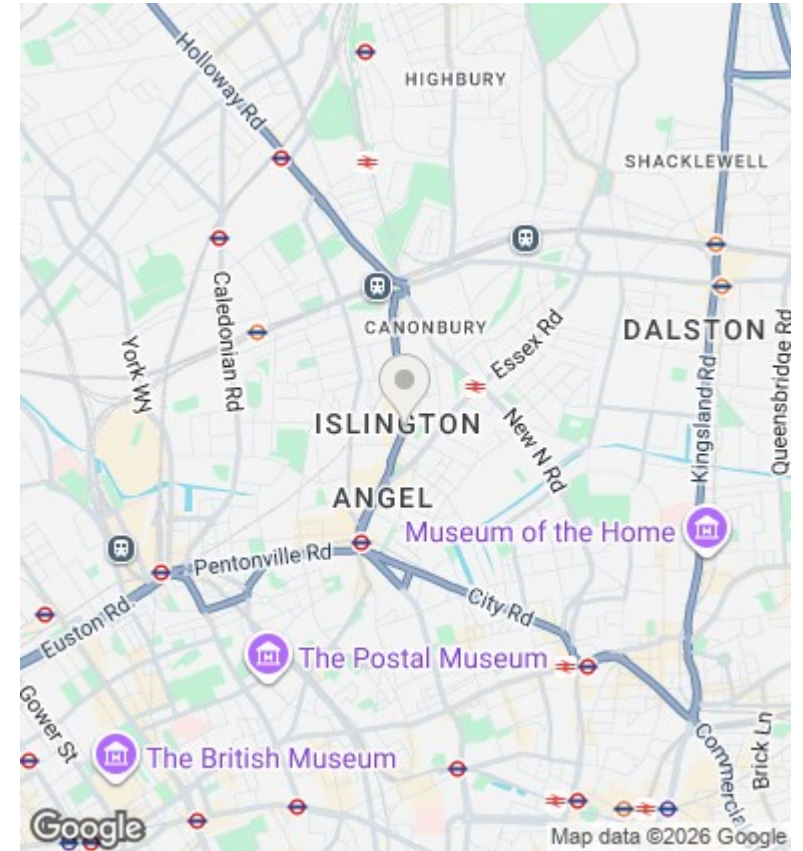 Holloway Rd
HIGHBURY
SHACKLEWELL
Caledonian Rd
CANONBURY
York Wy
Essex Rd
DALSTON
Queensbridge Rd
Kingsland Rd
ISLINGTON
New N Rd
ANGEL
Museum of the Home
Pentonville Rd
City Rd
Euston Rd
The Postal Museum
Gower St
The British Museum
Commercial
Brick Ln
Google
Map data ©2026 Google